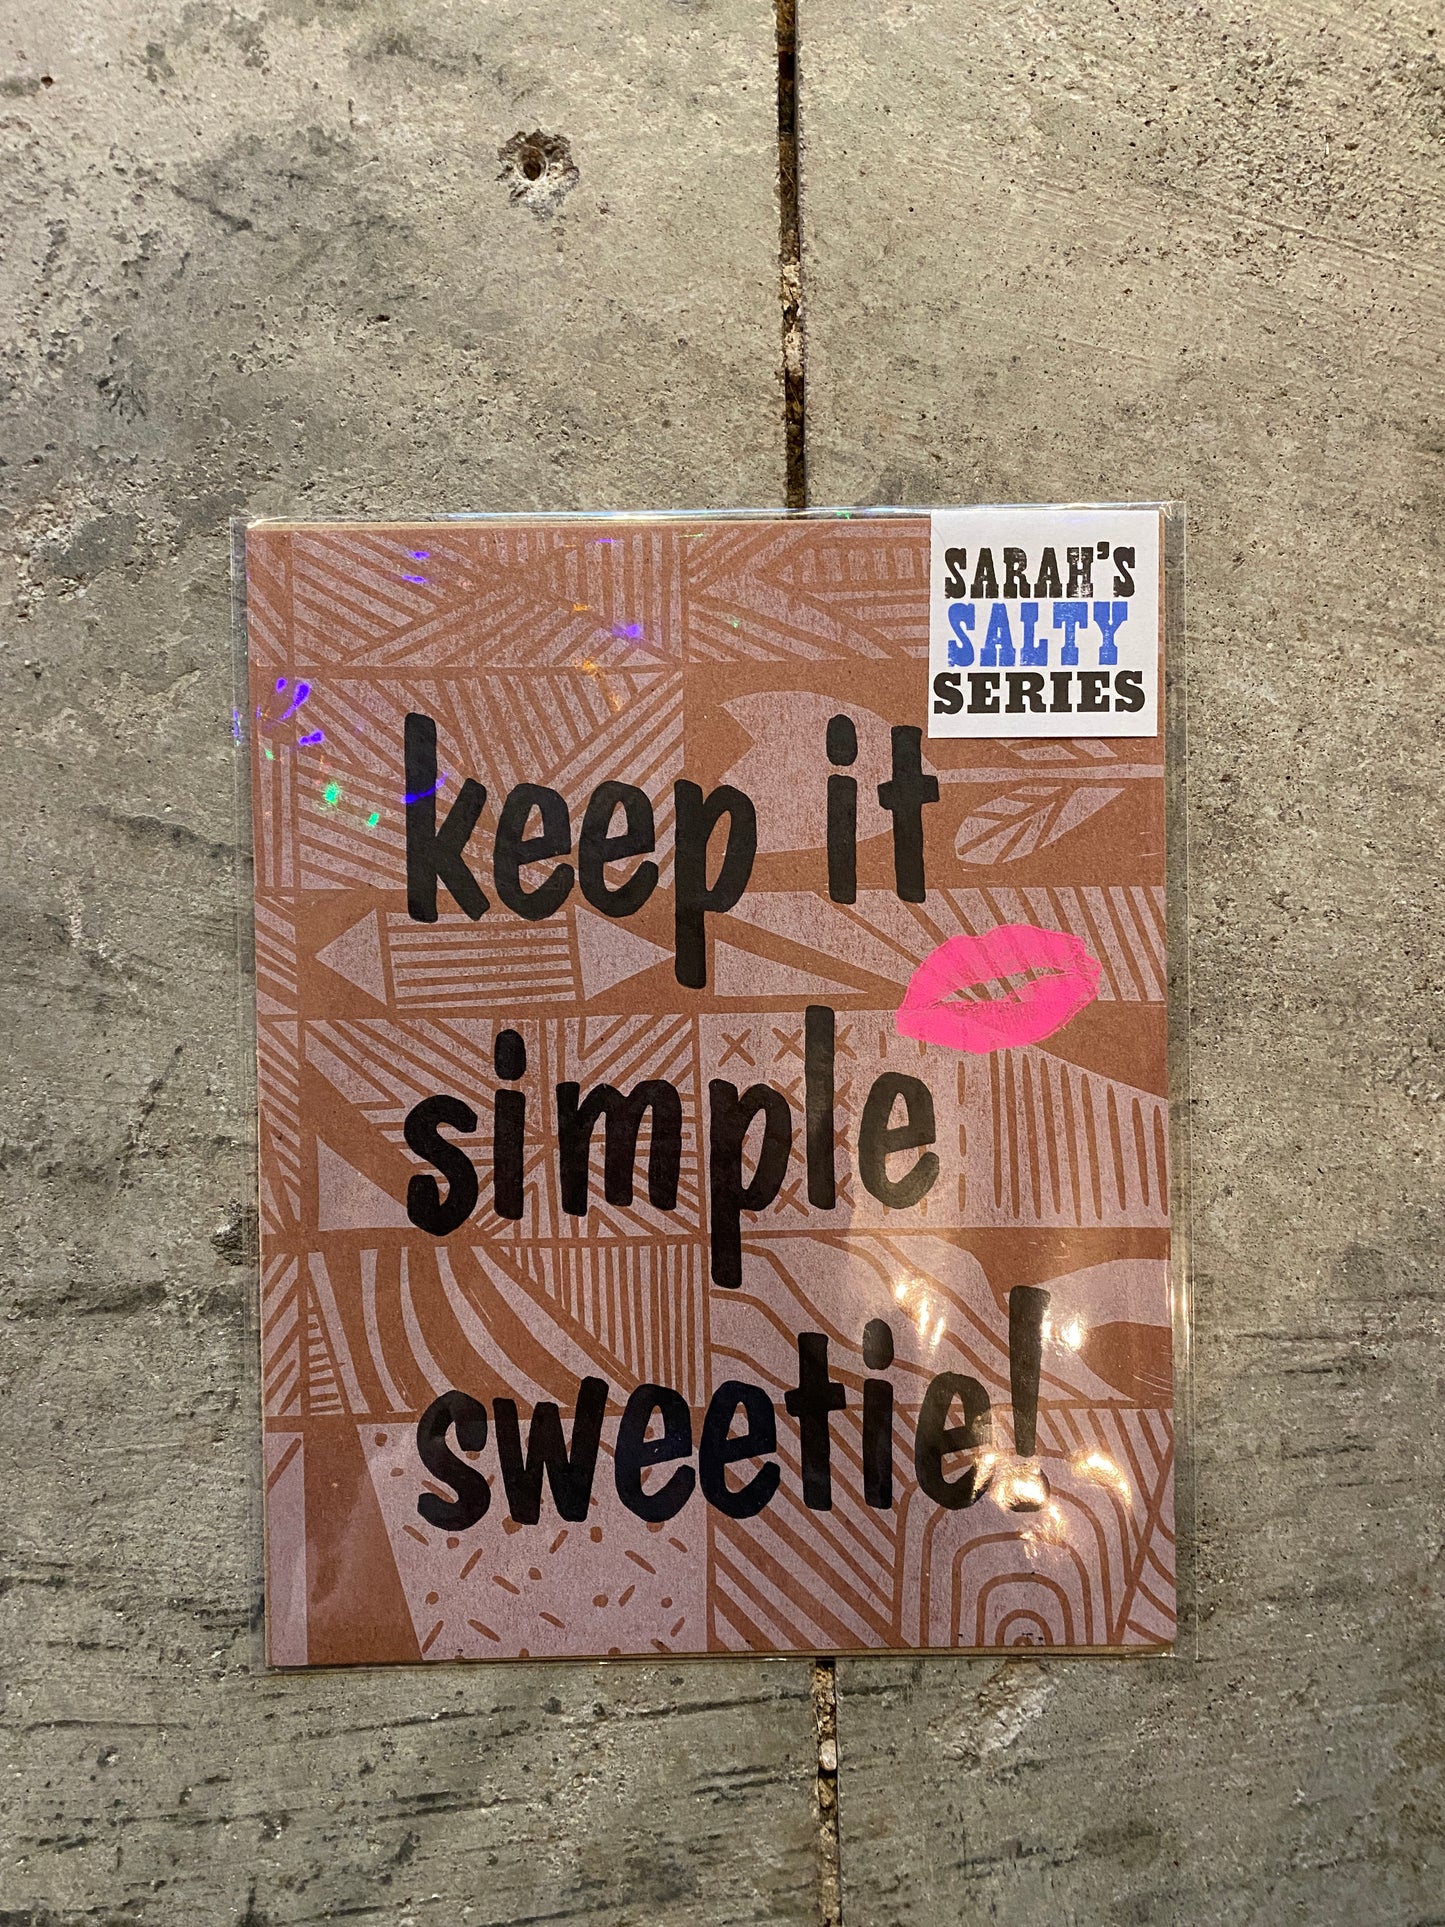 SARAH'S
SALTY
SERIES
keep it
simple
sweetie!